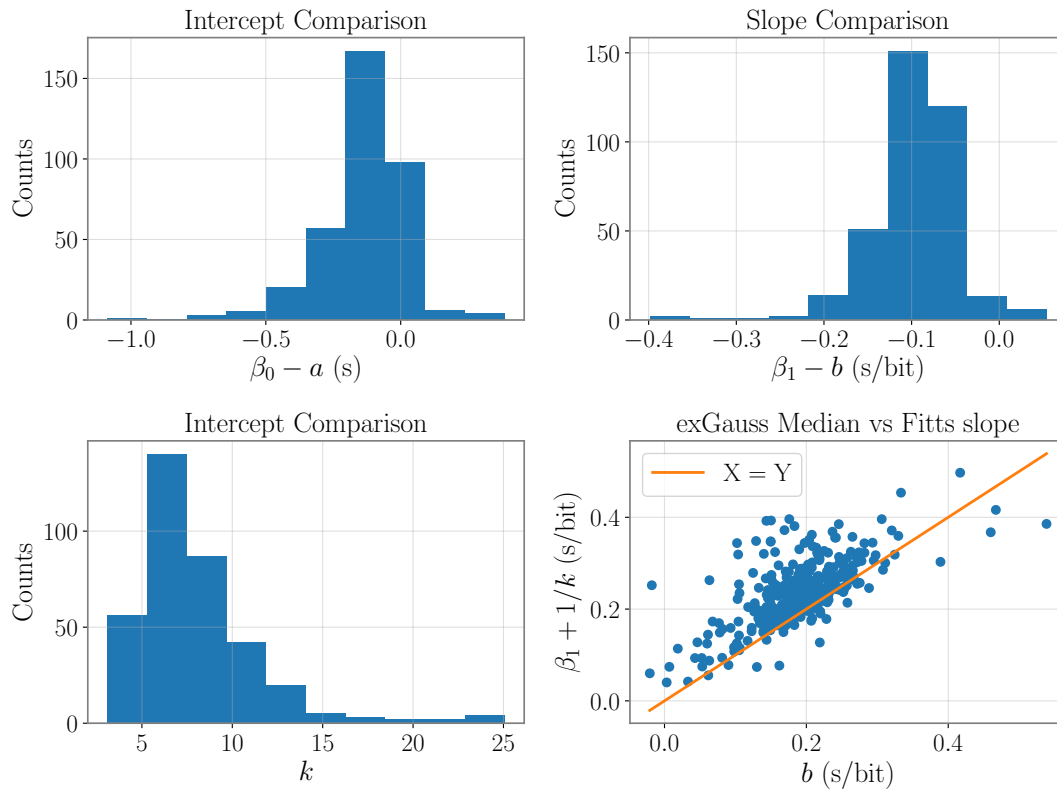 Intercept Comparison
150
100
50
0
Counts
−1.0 −0.5 0.0
β₀ − a (s)
Slope Comparison
150
100
50
0
Counts
−0.4 −0.3 −0.2 −0.1 0.0
β₁ − b (s/bit)
Intercept Comparison
100
50
0
Counts
5 10 15 20 25
k
exGauss Median vs Fitts slope
X = Y
0.4
0.2
0.0
β₁ + 1/k (s/bit)
0.0 0.2 0.4
b (s/bit)